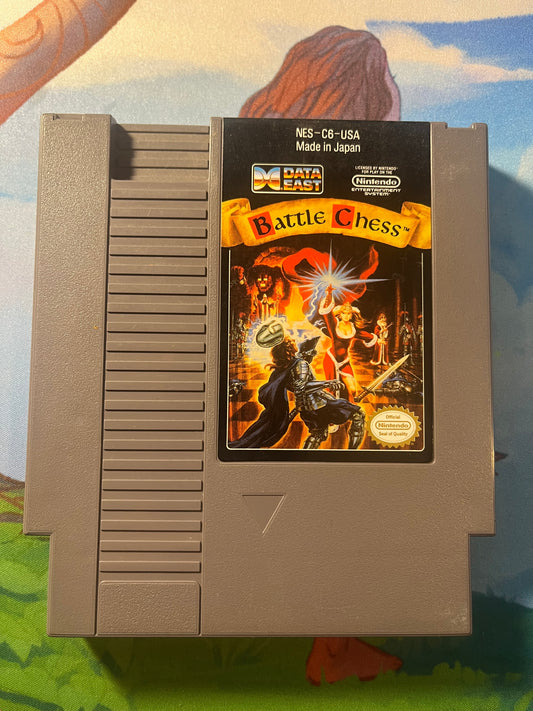 NES-C6-USA
Made in Japan
DATA
EAST
LICENSED BY NINTENDO
FOR PLAY ON THE
Nintendo
ENTERTAINMENT
SYSTEM
Battle Chess™
Official
Nintendo
Seal of Quality